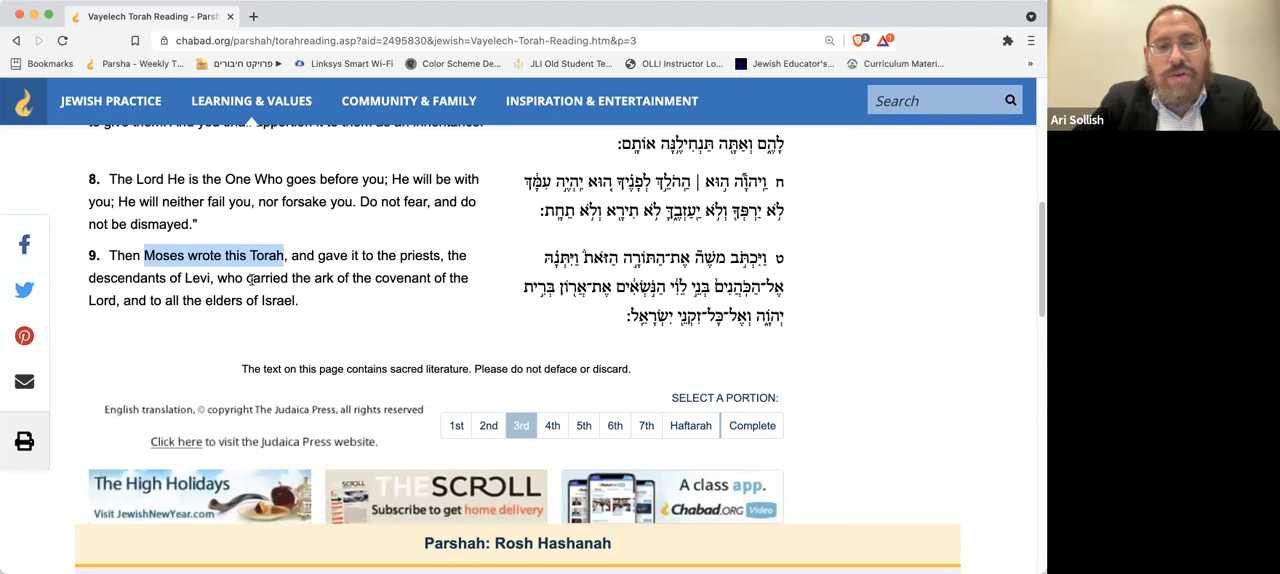 Vayelech Torah Reading - Parsh
chabad.org/parshah/torahreading.asp?aid=2495830&jewish=Vayelech-Torah-Reading.htm&p=3
Bookmarks
Parsha - Weekly T...
פרויקט חיבורים
Linksys Smart Wi-Fi
Color Scheme De...
JLI Old Student Te...
OLLI Instructor Lo...
Jewish Educator's...
Curriculum Materi...
3
1
JEWISH PRACTICE
LEARNING & VALUES
COMMUNITY & FAMILY
INSPIRATION & ENTERTAINMENT
Search
Ari Sollish
לָהֶ֑ם וְאַתָּ֖ה תַּנְחִילֶ֥נָּה אוֹתָֽם:
8. The Lord He is the One Who goes before you; He will be with
you; He will neither fail you, nor forsake you. Do not fear, and do
not be dismayed."
ח וַֽיהֹוָ֞ה ה֣וּא | הַֽהֹלֵ֣ךְ לְפָנֶ֗יךָ ה֚וּא יִֽהְיֶ֣ה עִמָּ֔ךְ
לֹ֥א יַרְפְּךָ֖ וְלֹ֣א יַֽעַזְבֶ֑ךָּ לֹ֥א תִירָ֖א וְלֹ֥א תֵחָֽת:
9. Then Moses wrote this Torah, and gave it to the priests, the
descendants of Levi, who carried the ark of the covenant of the
Lord, and to all the elders of Israel.
ט וַיִּכְתֹּ֣ב משֶׁה֘ אֶת־הַתּוֹרָ֣ה הַזֹּאת֒ וַיִּתְּנָ֗הּ
אֶל־הַכֹּֽהֲנִים֙ בְּנֵ֣י לֵוִ֔י הַנֹּ֣שְׂאִ֔ים אֶת־אֲר֖וֹן בְּרִ֣ית
יְהֹוָ֑ה וְאֶל־כָּל־זִקְנֵ֖י יִשְׂרָאֵֽל:
The text on this page contains sacred literature. Please do not deface or discard.
SELECT A PORTION:
English translation, © copyright The Judaica Press, all rights reserved
1st
2nd
3rd
4th
5th
6th
7th
Haftarah
Complete
Click here to visit the Judaica Press website.
The High Holidays
Visit JewishNewYear.com
SCROLL
THE SCROLL
Subscribe to get home delivery
A class app.
Chabad.ORG Video
Parshah: Rosh Hashanah